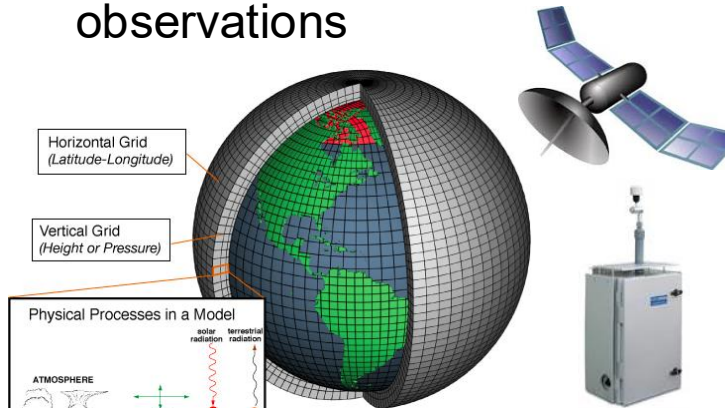 observations
Horizontal Grid
(Latitude-Longitude)
Vertical Grid
(Height or Pressure)
Physical Processes in a Model
solar
radiation
terrestrial
radiation
ATMOSPHERE